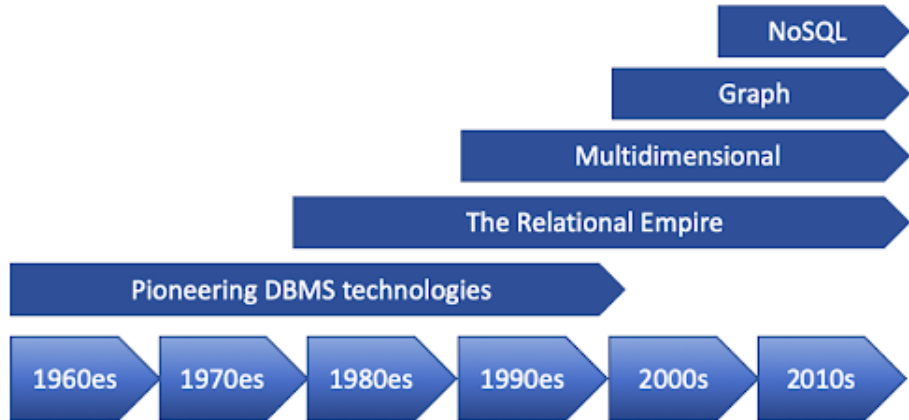 NoSQL
Graph
Multidimensional
The Relational Empire
Pioneering DBMS technologies
1960es
1970es
1980es
1990es
2000s
2010s